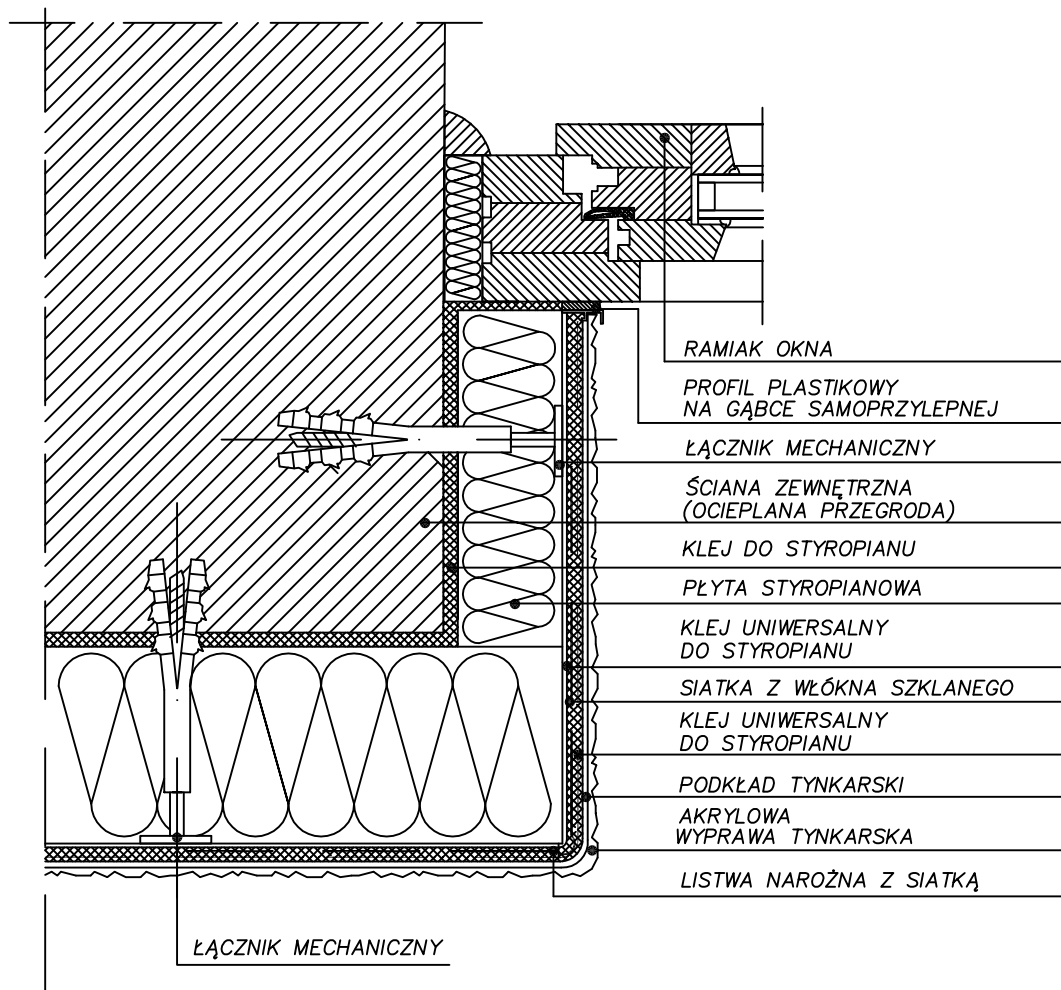 RAMIAK OKNA
PROFIL PLASTIKOWY
NA GĄBCE SAMOPRZYLEPNEJ
ŁĄCZNIK MECHANICZNY
ŚCIANA ZEWNĘTRZNA
(OCIEPLANA PRZEGRODA)
KLEJ DO STYROPIANU
PŁYTA STYROPIANOWA
KLEJ UNIWERSALNY
DO STYROPIANU
SIATKA Z WŁÓKNA SZKLANEGO
KLEJ UNIWERSALNY
DO STYROPIANU
PODKŁAD TYNKARSKI
AKRYLOWA
WYPRAWA TYNKARSKA
LISTWA NAROŻNA Z SIATKĄ
ŁĄCZNIK MECHANICZNY